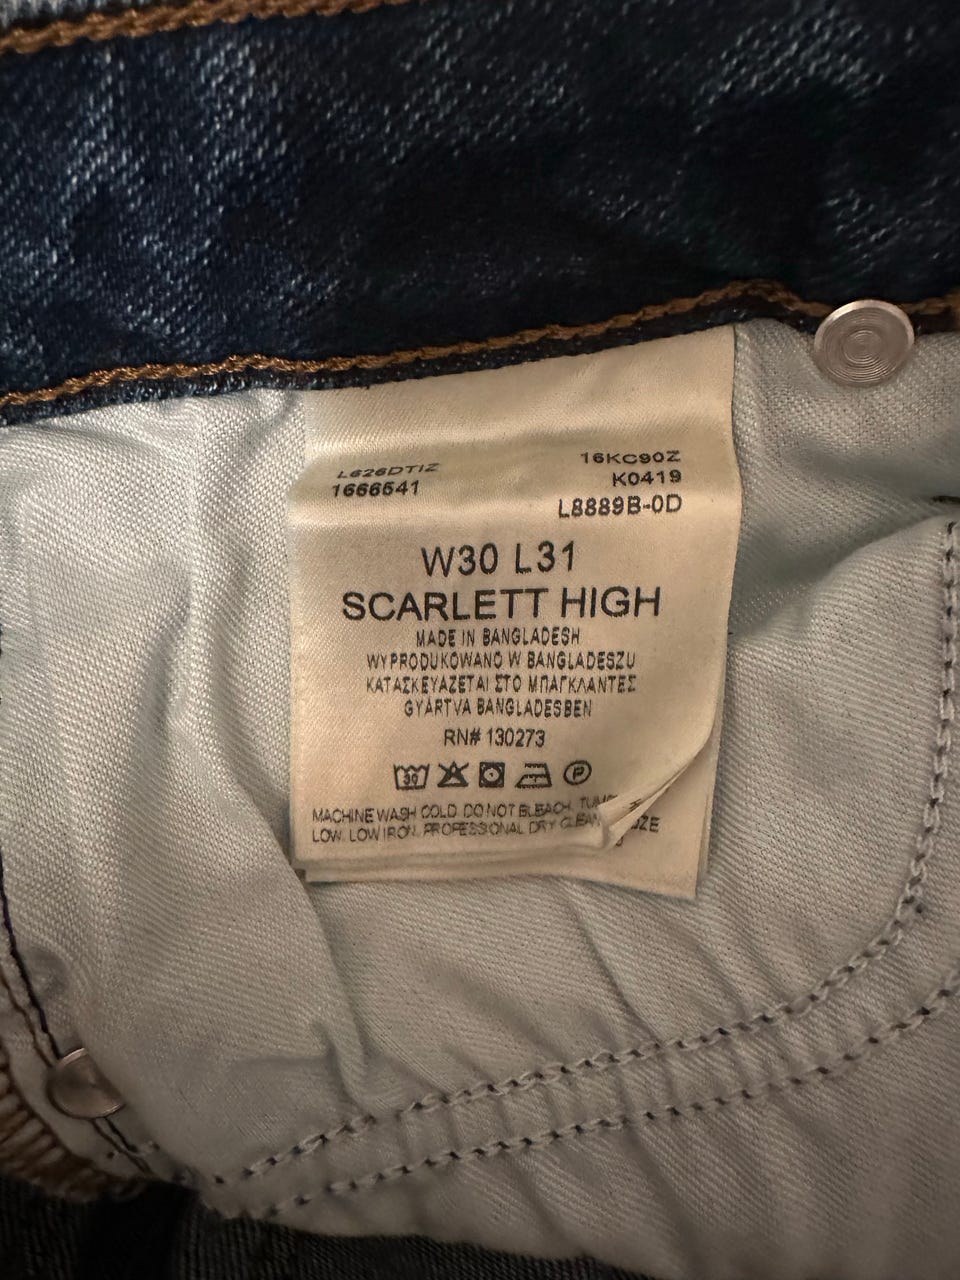 L626DTIZ
1666541
16KC90Z
K0419
L8889B-0D
W30 L31
SCARLETT HIGH
MADE IN BANGLADESH
WYPRODUKOWANO W BANGLADESZU
ΚΑΤΑΣΚΕΥΑΖΕΤΑΙ ΣΤΟ ΜΠΑΓΚΛΑΝΤΕΣ
GYÁRTVA BANGLADESBEN
RN# 130273
30
P
MACHINE WASH COLD. DO NOT BLEACH.
LOW. LOW IRON. PROFESSIONAL DRY CLEAN